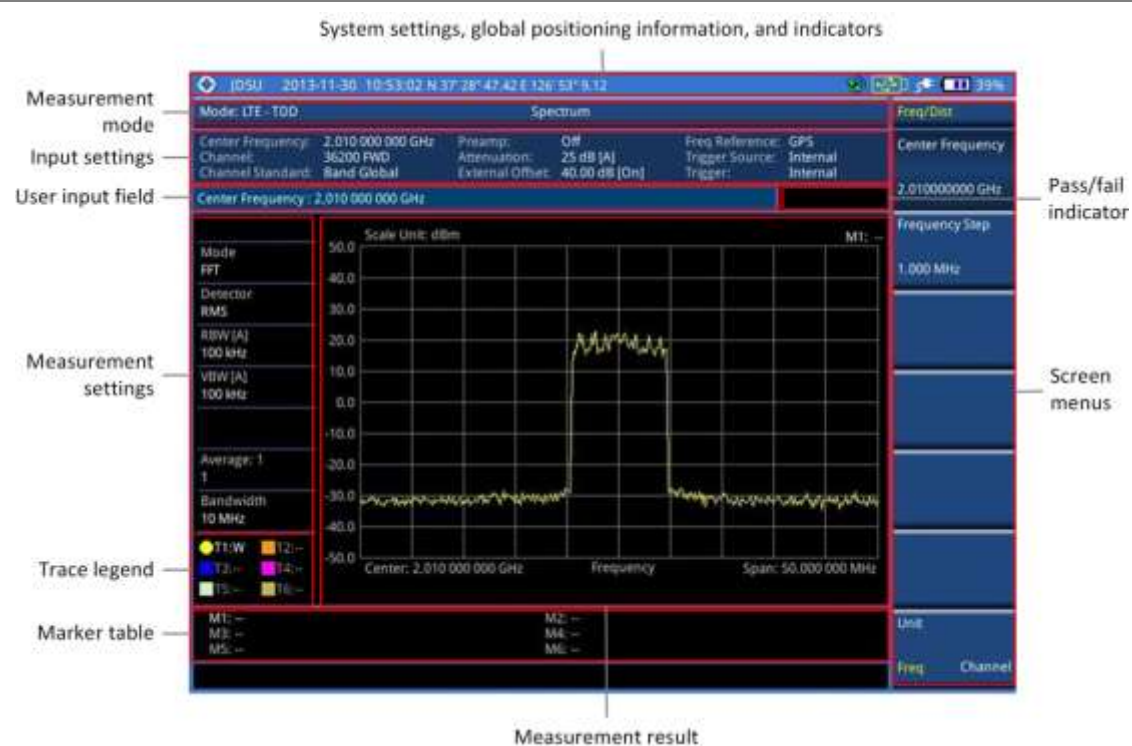 System settings, global positioning information, and indicators
JDSU 2013-11-30 10:53:02 N 37° 28° 47.42 E 126° 53° 9.12 39%
Measurement mode
Mode: LTE - TDD Spectrum
Freq/Dist
Input settings
Center Frequency: 2.010 000 000 GHz Preamp: Off Freq Reference: GPS
Channel: 36200 FWD Attenuation: 25 dB [A] Trigger Source: Internal
Channel Standard: Band Global External Offset: 40.00 dB [On] Trigger: Internal
Center Frequency
2.010000000 GHz
User input field
Center Frequency : 2.010 000 000 GHz
Pass/fail indicator
Frequency Step
1.000 MHz
Scale Unit: dBm
M1: --
50.0
40.0
30.0
20.0
10.0
0.0
-10.0
-20.0
-30.0
-40.0
-50.0
Measurement settings
Mode
FFT
Detector
RMS
RBW [A]
100 kHz
VBW [A]
100 kHz
Average: 1
1
Bandwidth
10 MHz
Screen menus
Trace legend
T1:W T2:--
T3:-- T4:--
T5:-- T6:--
Center: 2.010 000 000 GHz Frequency Span: 50.000 000 MHz
Marker table
M1: -- M2: --
M3: -- M4: --
M5: -- M6: --
Unit
Freq Channel
Measurement result